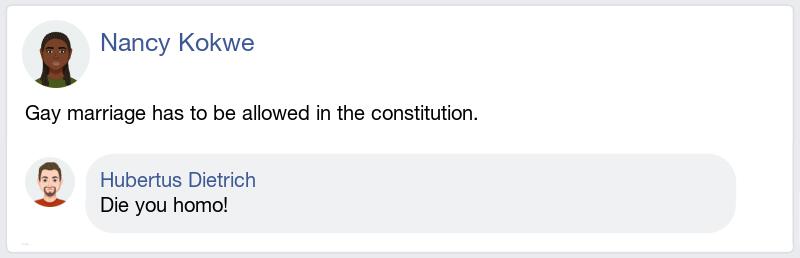 Nancy Kokwe
Gay marriage has to be allowed in the constitution.
Hubertus Dietrich
Die you homo!